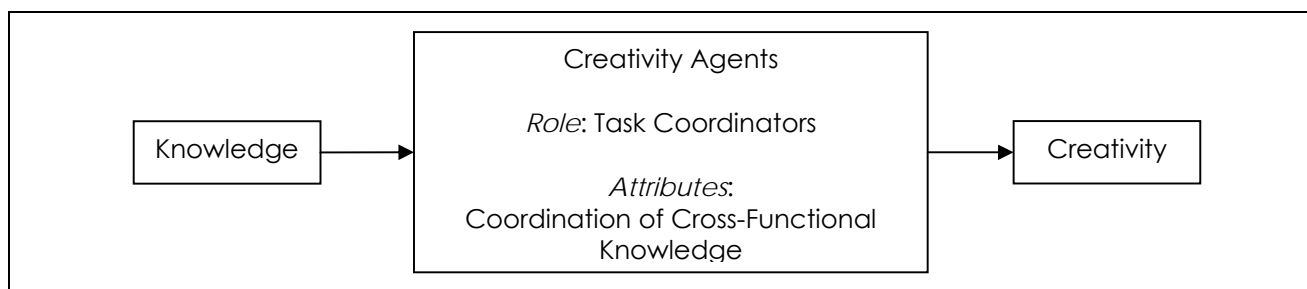 Knowledge
Creativity Agents
Role: Task Coordinators
Attributes:
Coordination of Cross-Functional
Knowledge
Creativity